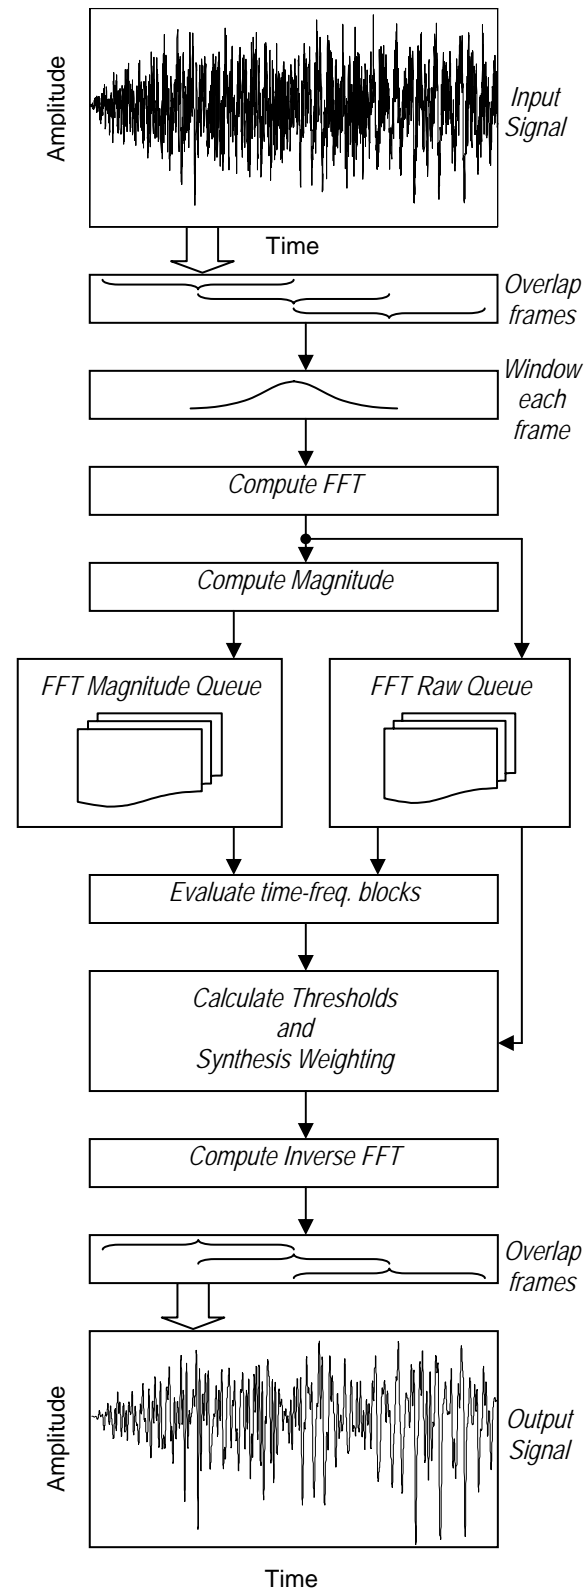 Amplitude
Input
Signal
Time
Overlap
frames
Window
each
frame
Compute FFT
Compute Magnitude
FFT Magnitude Queue
FFT Raw Queue
Evaluate time-freq. blocks
Calculate Thresholds
and
Synthesis Weighting
Compute Inverse FFT
Overlap
frames
Amplitude
Output
Signal
Time